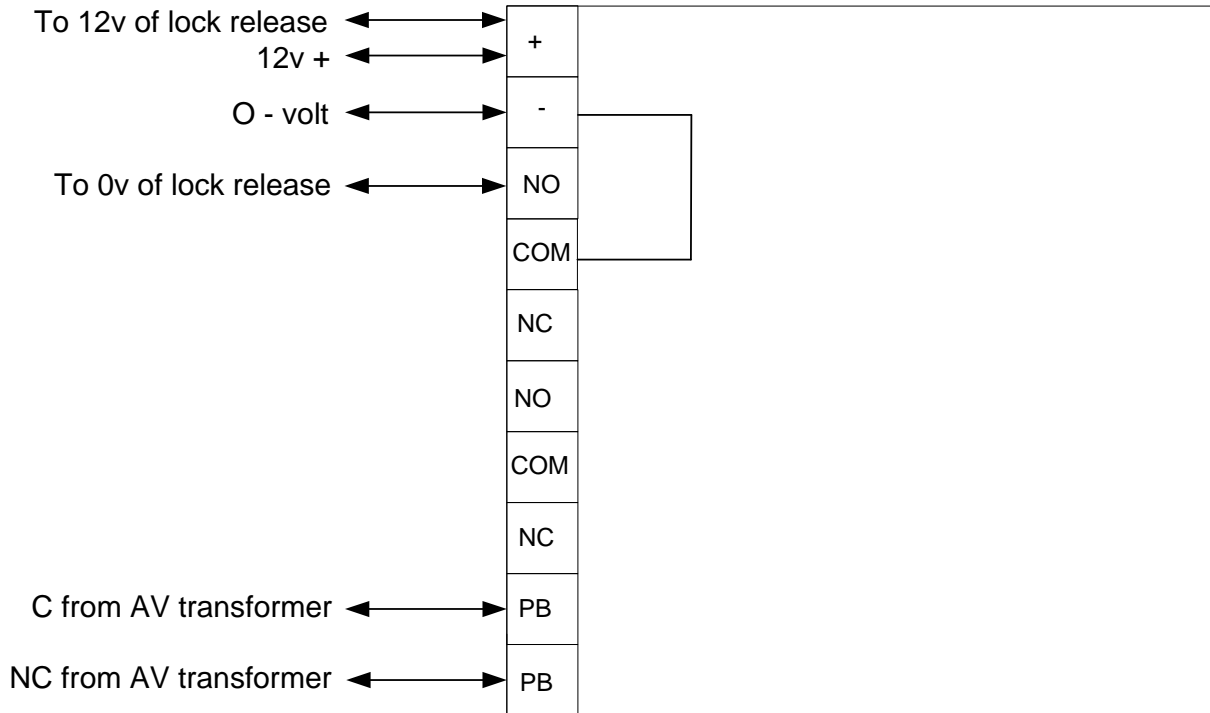 To 12v of lock release
12v +
+
O - volt
-
To 0v of lock release
NO
COM
NC
NO
COM
NC
C from AV transformer
PB
NC from AV transformer
PB